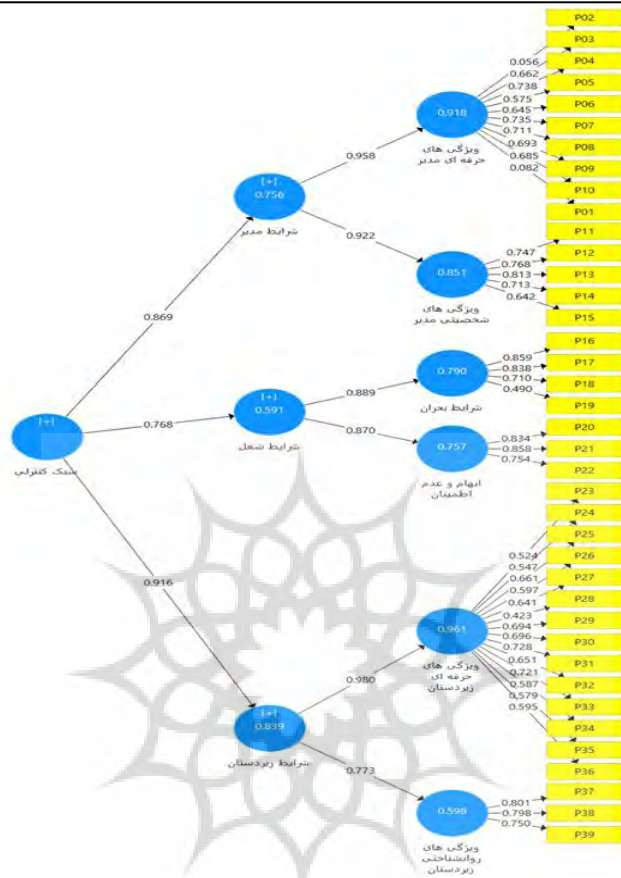 P02
P03
P04
P05
P06
P07
P08
P09
P10
P01
0.056
0.662
0.738
0.575
0.645
0.735
0.711
0.693
0.685
0.082
0.918
ویژگی های
حرفه ای مدیر
0.958
[+]
0.756
شرایط مدیر
0.922
0.851
ویژگی های
شخصیتی مدیر
0.747
0.768
0.813
0.713
0.642
P11
P12
P13
P14
P15
0.869
0.859
0.838
0.710
0.490
P16
P17
P18
P19
0.790
شرایط بحران
0.889
[+]
0.591
شرایط شغل
0.768
[+]
سبک کنترلی
0.870
0.757
ابهام و عدم
اطمینان
0.834
0.858
0.754
P20
P21
P22
0.916
P23
P24
P25
P26
P27
P28
P29
P30
P31
P32
P33
P34
P35
P36
0.524
0.547
0.661
0.597
0.641
0.423
0.694
0.696
0.728
0.651
0.721
0.587
0.579
0.595
0.961
ویژگی های
حرفه ای
زیردستان
0.980
[+]
0.839
شرایط زیردستان
0.773
0.598
ویژگی های
روانشناختی
زیردستان
0.801
0.798
0.750
P37
P38
P39